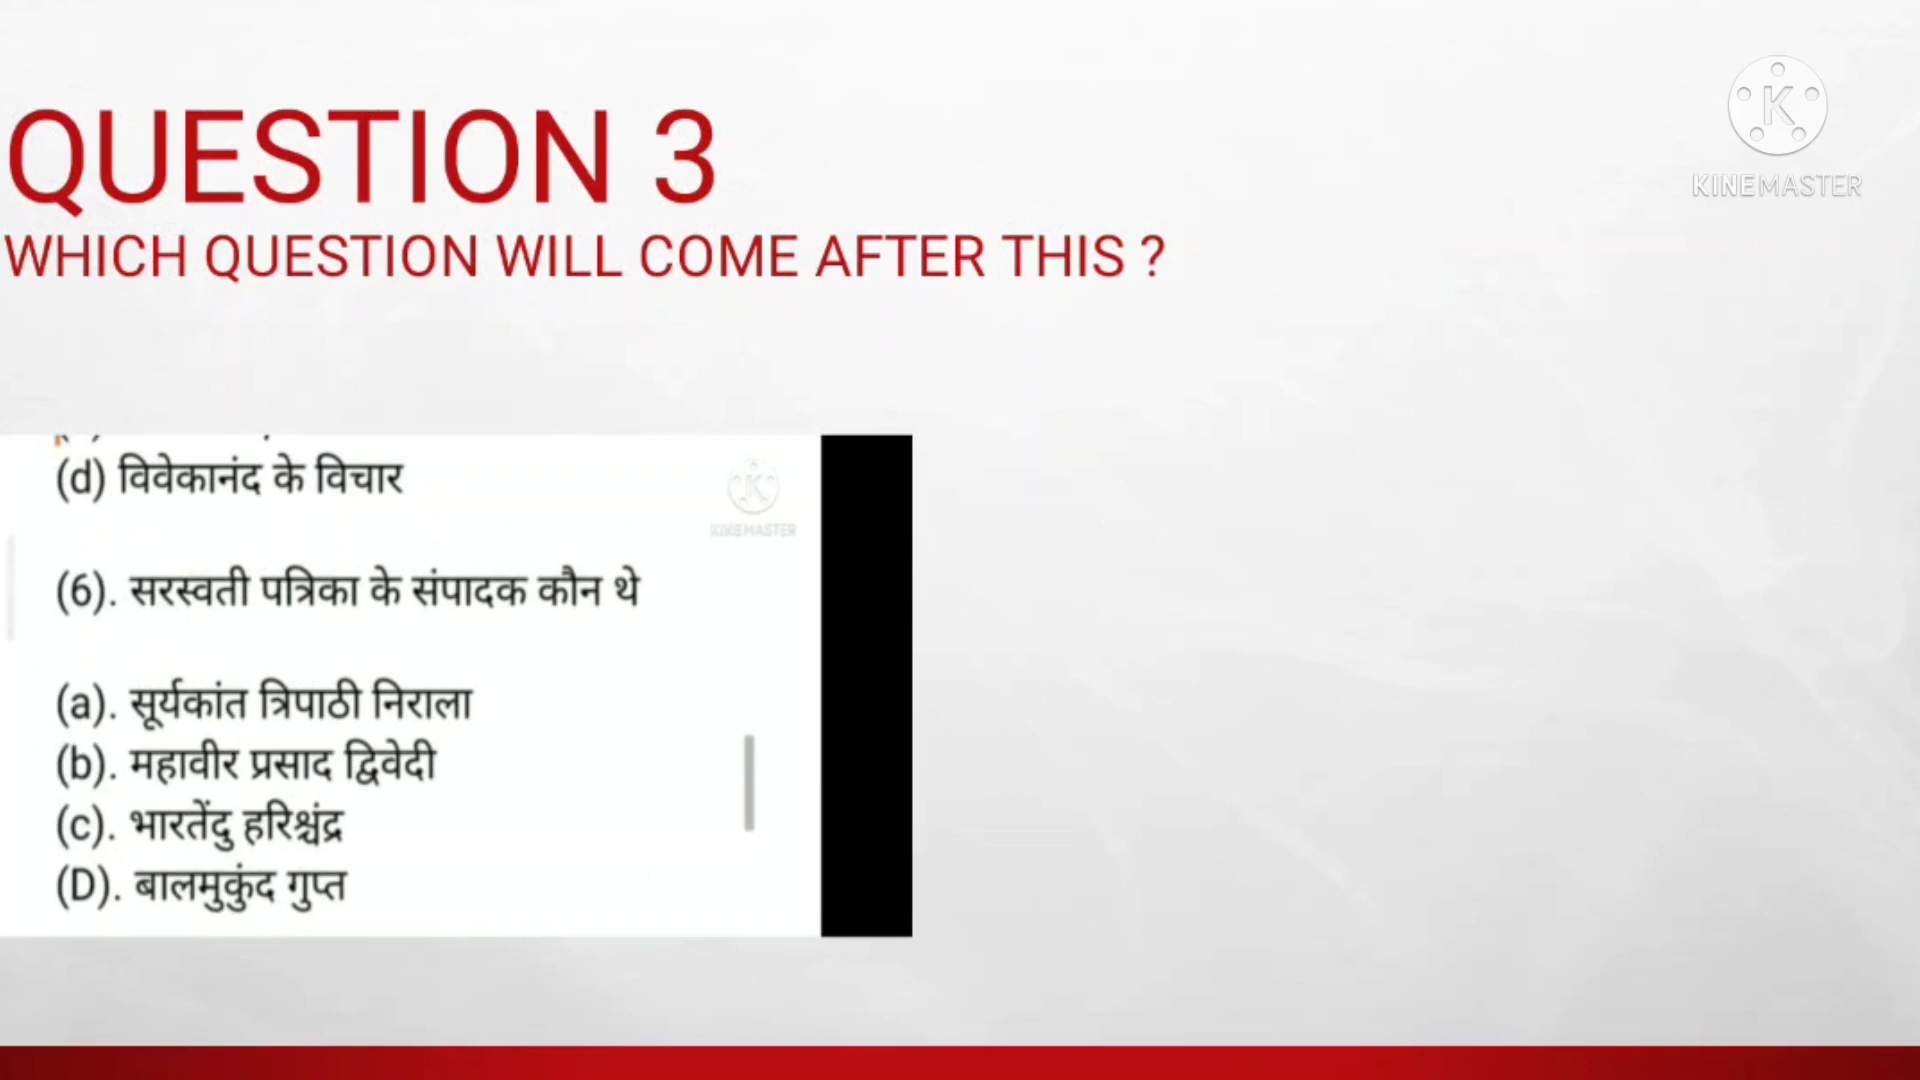 QUESTION 3
WHICH QUESTION WILL COME AFTER THIS ?
KINEMASTER
(d) विवेकानंद के विचार
KINEMASTER
(6). सरस्वती पत्रिका के संपादक कौन थे
(a). सूर्यकांत त्रिपाठी निराला
(b). महावीर प्रसाद द्विवेदी
(c). भारतेंदु हरिश्चंद्र
(D). बालमुकुंद गुप्त